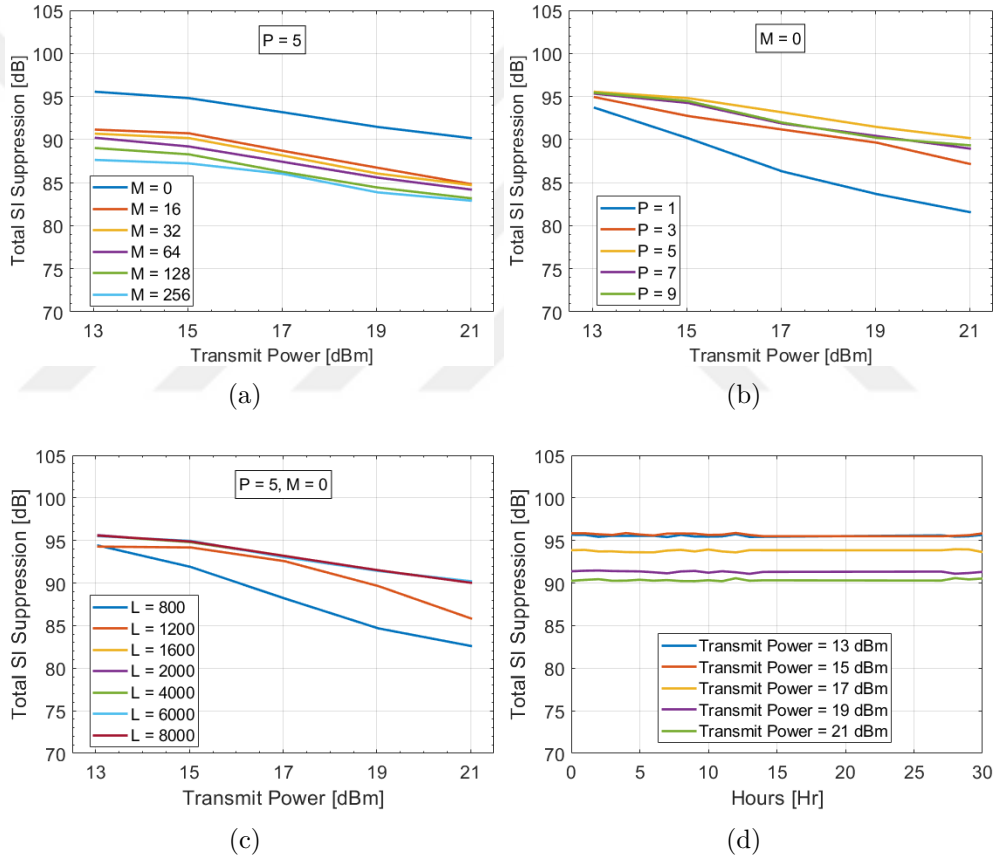 105
100
95
90
85
80
75
70
Total SI Suppression [dB]
P = 5
M = 0
M = 16
M = 32
M = 64
M = 128
M = 256
13 15 17 19 21
Transmit Power [dBm]
(a)
105
100
95
90
85
80
75
70
Total SI Suppression [dB]
M = 0
P = 1
P = 3
P = 5
P = 7
P = 9
13 15 17 19 21
Transmit Power [dBm]
(b)
105
100
95
90
85
80
75
70
Total SI Suppression [dB]
P = 5, M = 0
L = 800
L = 1200
L = 1600
L = 2000
L = 4000
L = 6000
L = 8000
13 15 17 19 21
Transmit Power [dBm]
(c)
105
100
95
90
85
80
75
70
Total SI Suppression [dB]
Transmit Power = 13 dBm
Transmit Power = 15 dBm
Transmit Power = 17 dBm
Transmit Power = 19 dBm
Transmit Power = 21 dBm
0 5 10 15 20 25 30
Hours [Hr]
(d)